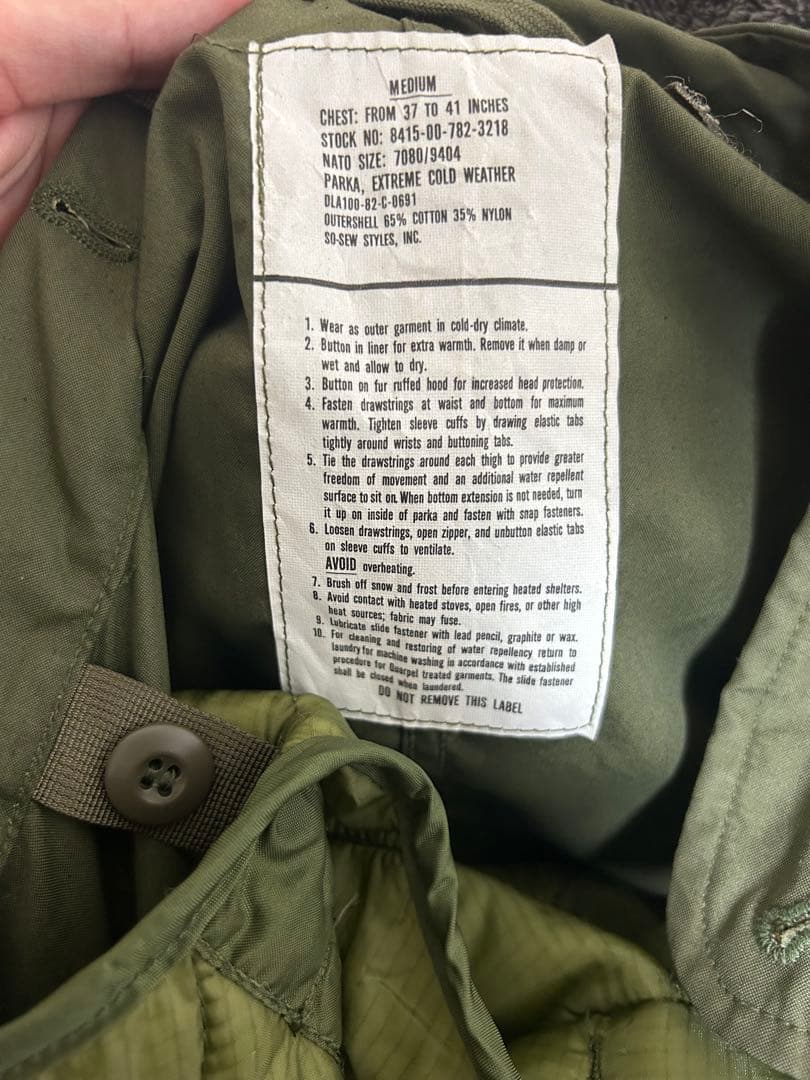 MEDIUM
CHEST: FROM 37 TO 41 INCHES
STOCK NO: 8415-00-782-3218
NATO SIZE: 7080/9404
PARKA, EXTREME COLD WEATHER
DLA100-82-C-0691
OUTERSHELL 65% COTTON 35% NYLON
SO-SEW STYLES, INC.
1. Wear as outer garment in cold-dry climate.
2. Button in liner for extra warmth. Remove it when damp or
wet and allow to dry.
3. Button on fur ruffed hood for increased head protection.
4. Fasten drawstrings at waist and bottom for maximum
warmth. Tighten sleeve cuffs by drawing elastic tabs
tightly around wrists and buttoning tabs.
5. Tie the drawstrings around each thigh to provide greater
freedom of movement and an additional water repellent
surface to sit on. When bottom extension is not needed, turn
it up on inside of parka and fasten with snap fasteners.
6. Loosen drawstrings, open zipper, and unbutton elastic tabs
on sleeve cuffs to ventilate.
AVOID overheating.
7. Brush off snow and frost before entering heated shelters.
8. Avoid contact with heated stoves, open fires, or other high
heat sources; fabric may fuse.
9. Lubricate slide fastener with lead pencil, graphite or wax.
10. For cleaning and restoring of water repellency return to
laundry for machine washing in accordance with established
procedure for Quarpel treated garments. The slide fastener
shall be closed when laundered.
DO NOT REMOVE THIS LABEL